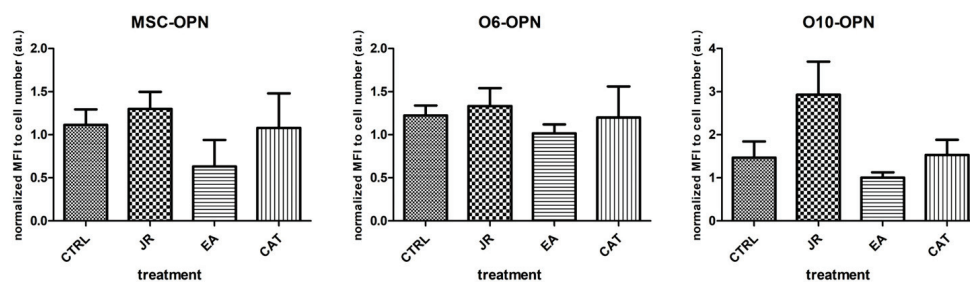 MSC-OPN
normalized MFI to cell number (au.)
2.0
1.5
1.0
0.5
0.0
CTRL
JR
EA
CAT
treatment
O6-OPN
normalized MFI to cell number (au.)
2.0
1.5
1.0
0.5
0.0
CTRL
JR
EA
CAT
treatment
O10-OPN
normalized MFI to cell number (au.)
4
3
2
1
0
CTRL
JR
EA
CAT
treatment